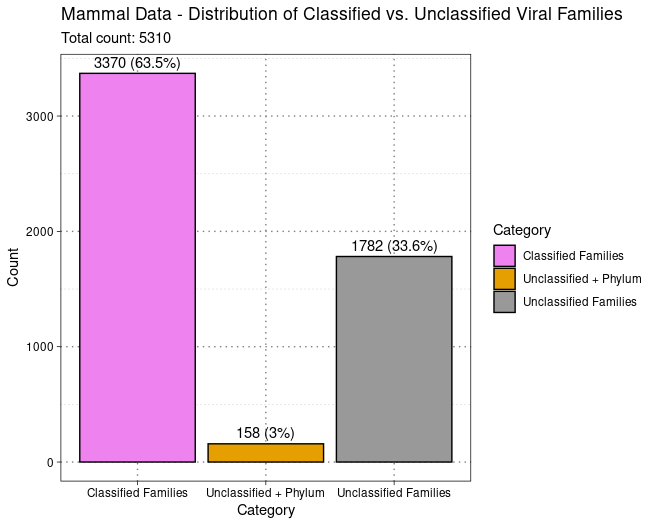 Mammal Data - Distribution of Classified vs. Unclassified Viral Families
Total count: 5310
3370 (63.5%)
1782 (33.6%)
158 (3%)
3000
2000
1000
0
Count
Classified Families
Unclassified + Phylum
Unclassified Families
Category
Category
Classified Families
Unclassified + Phylum
Unclassified Families